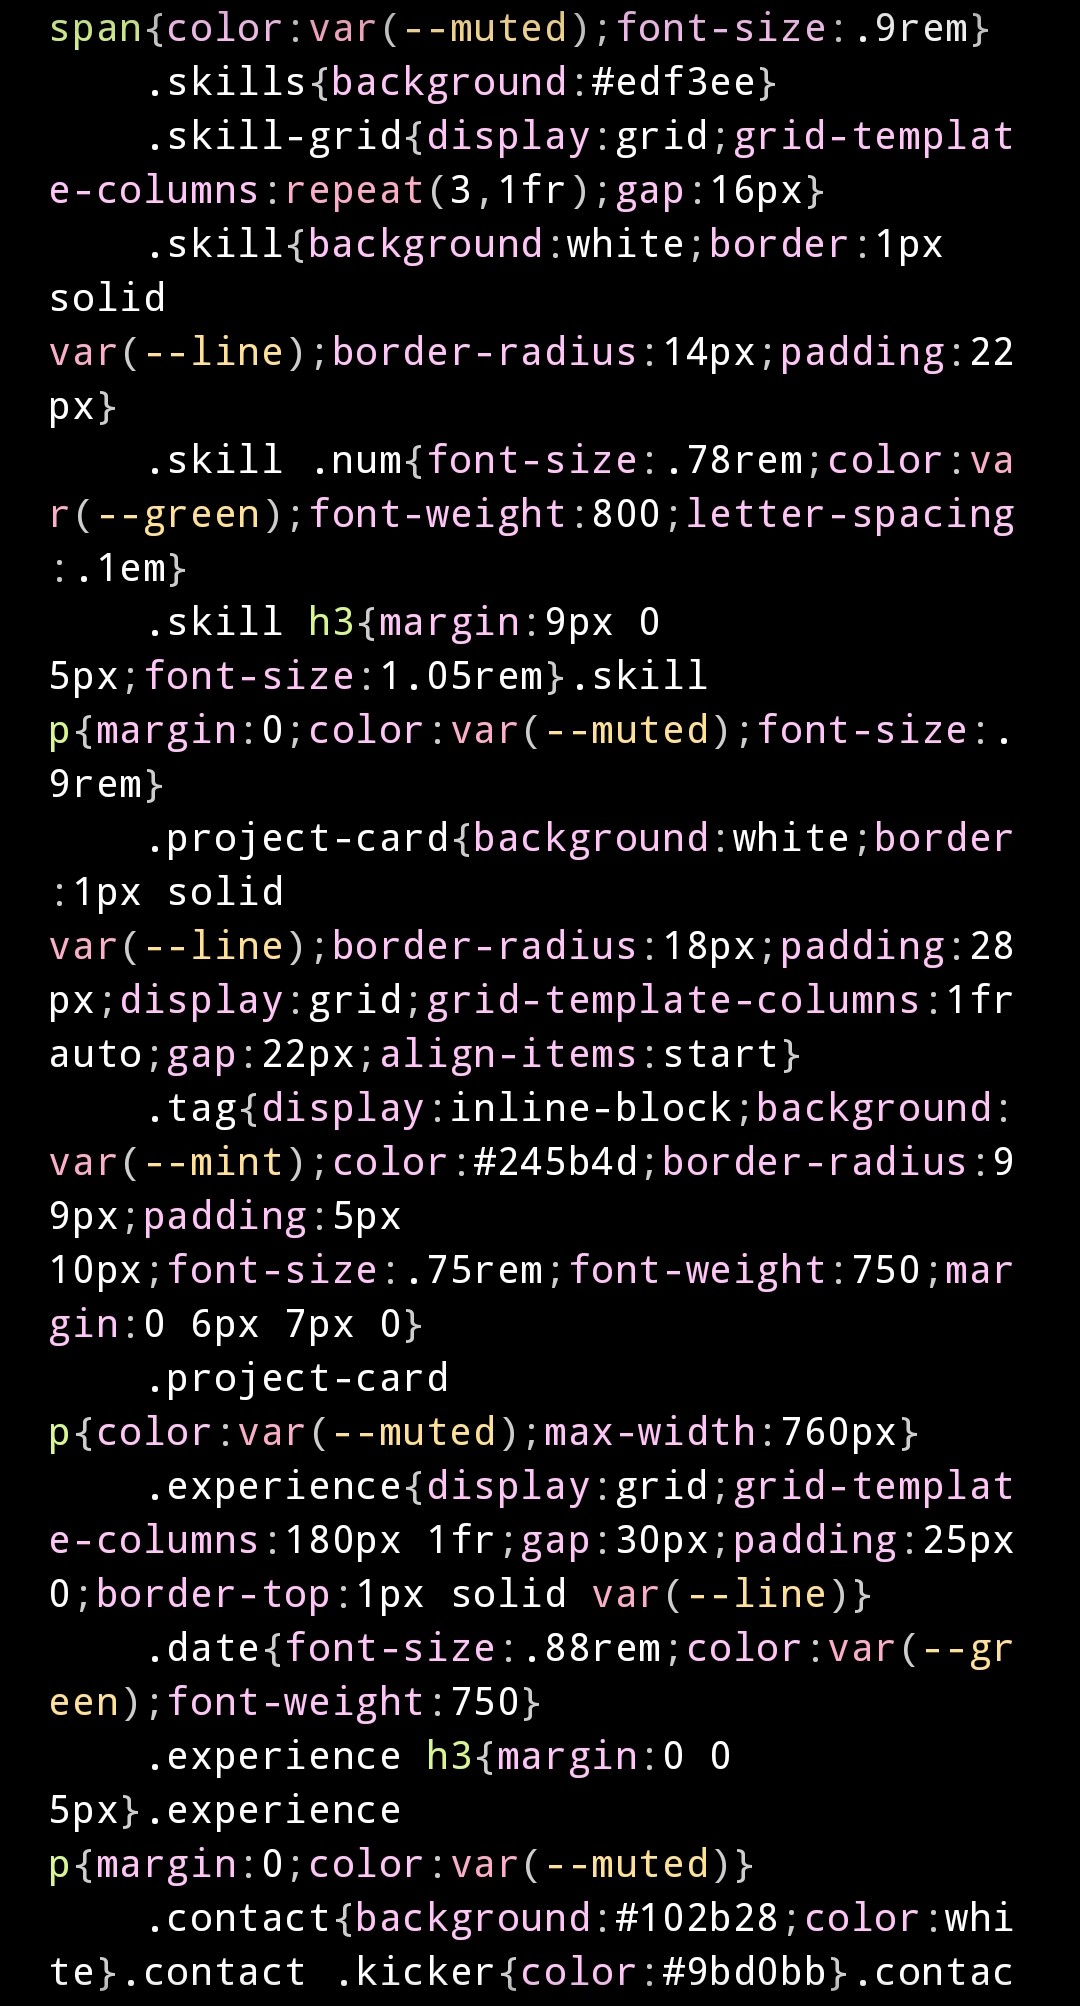 span{color:var(--muted);font-size:.9rem}
    .skills{background:#edf3ee}
    .skill-grid{display:grid;grid-templat
e-columns:repeat(3,1fr);gap:16px}
    .skill{background:white;border:1px
solid
var(--line);border-radius:14px;padding:22
px}
    .skill .num{font-size:.78rem;color:va
r(--green);font-weight:800;letter-spacing
:.1em}
    .skill h3{margin:9px 0
5px;font-size:1.05rem}.skill
p{margin:0;color:var(--muted);font-size:.
9rem}
    .project-card{background:white;border
:1px solid
var(--line);border-radius:18px;padding:28
px;display:grid;grid-template-columns:1fr
auto;gap:22px;align-items:start}
    .tag{display:inline-block;background:
var(--mint);color:#245b4d;border-radius:9
9px;padding:5px
10px;font-size:.75rem;font-weight:750;mar
gin:0 6px 7px 0}
    .project-card
p{color:var(--muted);max-width:760px}
    .experience{display:grid;grid-templat
e-columns:180px 1fr;gap:30px;padding:25px
0;border-top:1px solid var(--line)}
    .date{font-size:.88rem;color:var(--gr
een);font-weight:750}
    .experience h3{margin:0 0
5px}.experience
p{margin:0;color:var(--muted)}
    .contact{background:#102b28;color:whi
te}.contact .kicker{color:#9bd0bb}.contac